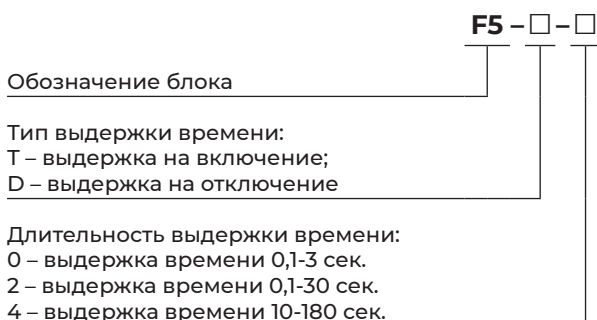 F5 – □ – □
Обозначение блока
Тип выдержки времени:
Т – выдержка на включение;
D – выдержка на отключение
Длительность выдержки времени:
0 – выдержка времени 0,1-3 сек.
2 – выдержка времени 0,1-30 сек.
4 – выдержка времени 10-180 сек.